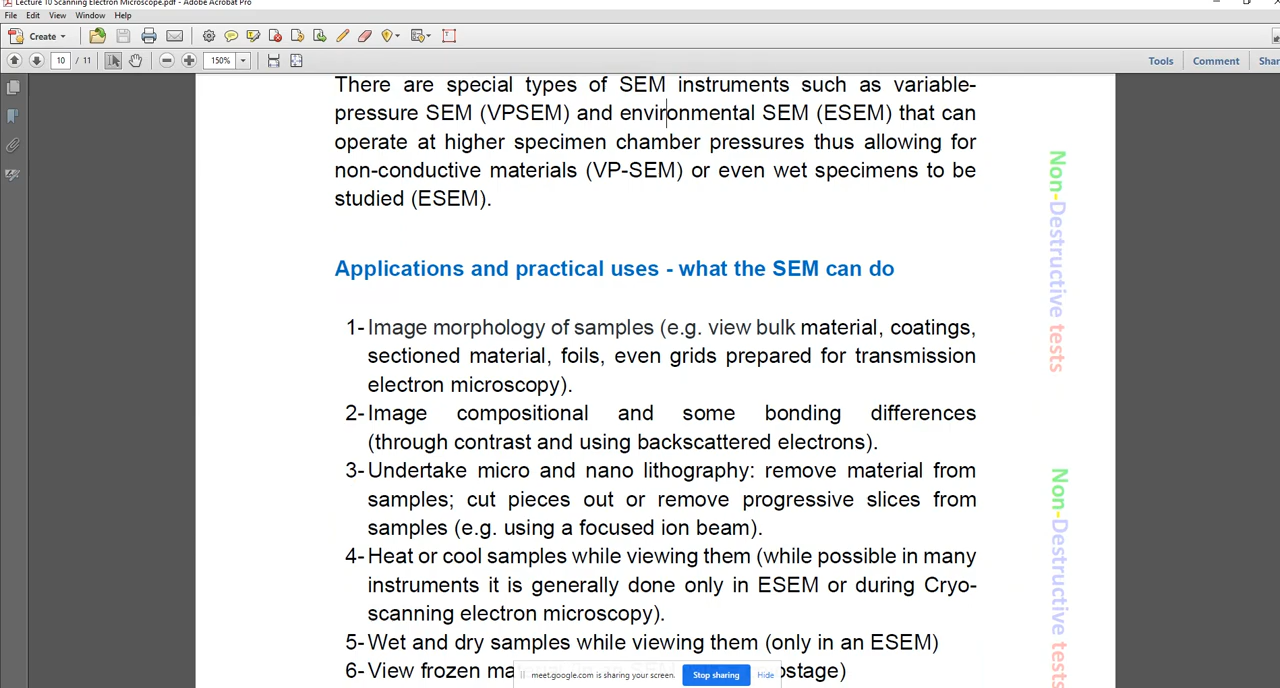 Lecture 10 Scanning Electron Microscope.pdf - Adobe Acrobat Pro
File Edit View Window Help
Create
10 / 11 150% Tools Comment
There are special types of SEM instruments such as variable-
pressure SEM (VPSEM) and environmental SEM (ESEM) that can
operate at higher specimen chamber pressures thus allowing for
non-conductive materials (VP-SEM) or even wet specimens to be
studied (ESEM).
Applications and practical uses - what the SEM can do
1- Image morphology of samples (e.g. view bulk material, coatings,
sectioned material, foils, even grids prepared for transmission
electron microscopy).
2- Image compositional and some bonding differences
(through contrast and using backscattered electrons).
3- Undertake micro and nano lithography: remove material from
samples; cut pieces out or remove progressive slices from
samples (e.g. using a focused ion beam).
4- Heat or cool samples while viewing them (while possible in many
instruments it is generally done only in ESEM or during Cryo-
scanning electron microscopy).
5- Wet and dry samples while viewing them (only in an ESEM)
6- View frozen
Non-Destructive tests
Non-Destructive tests
meet.google.com is sharing your screen. Stop sharing Hide